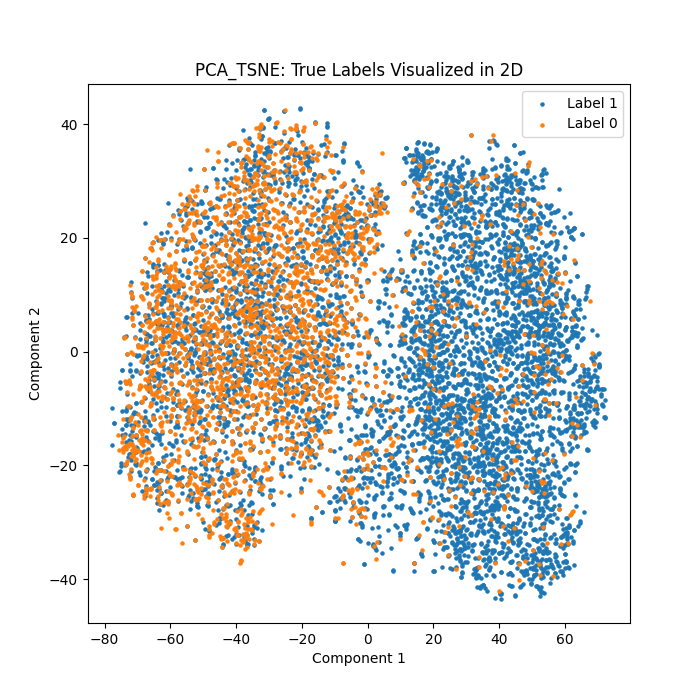 PCA_TSNE: True Labels Visualized in 2D
Label 1
Label 0
40
20
0
−20
−40
Component 2
−80 −60 −40 −20 0 20 40 60
Component 1